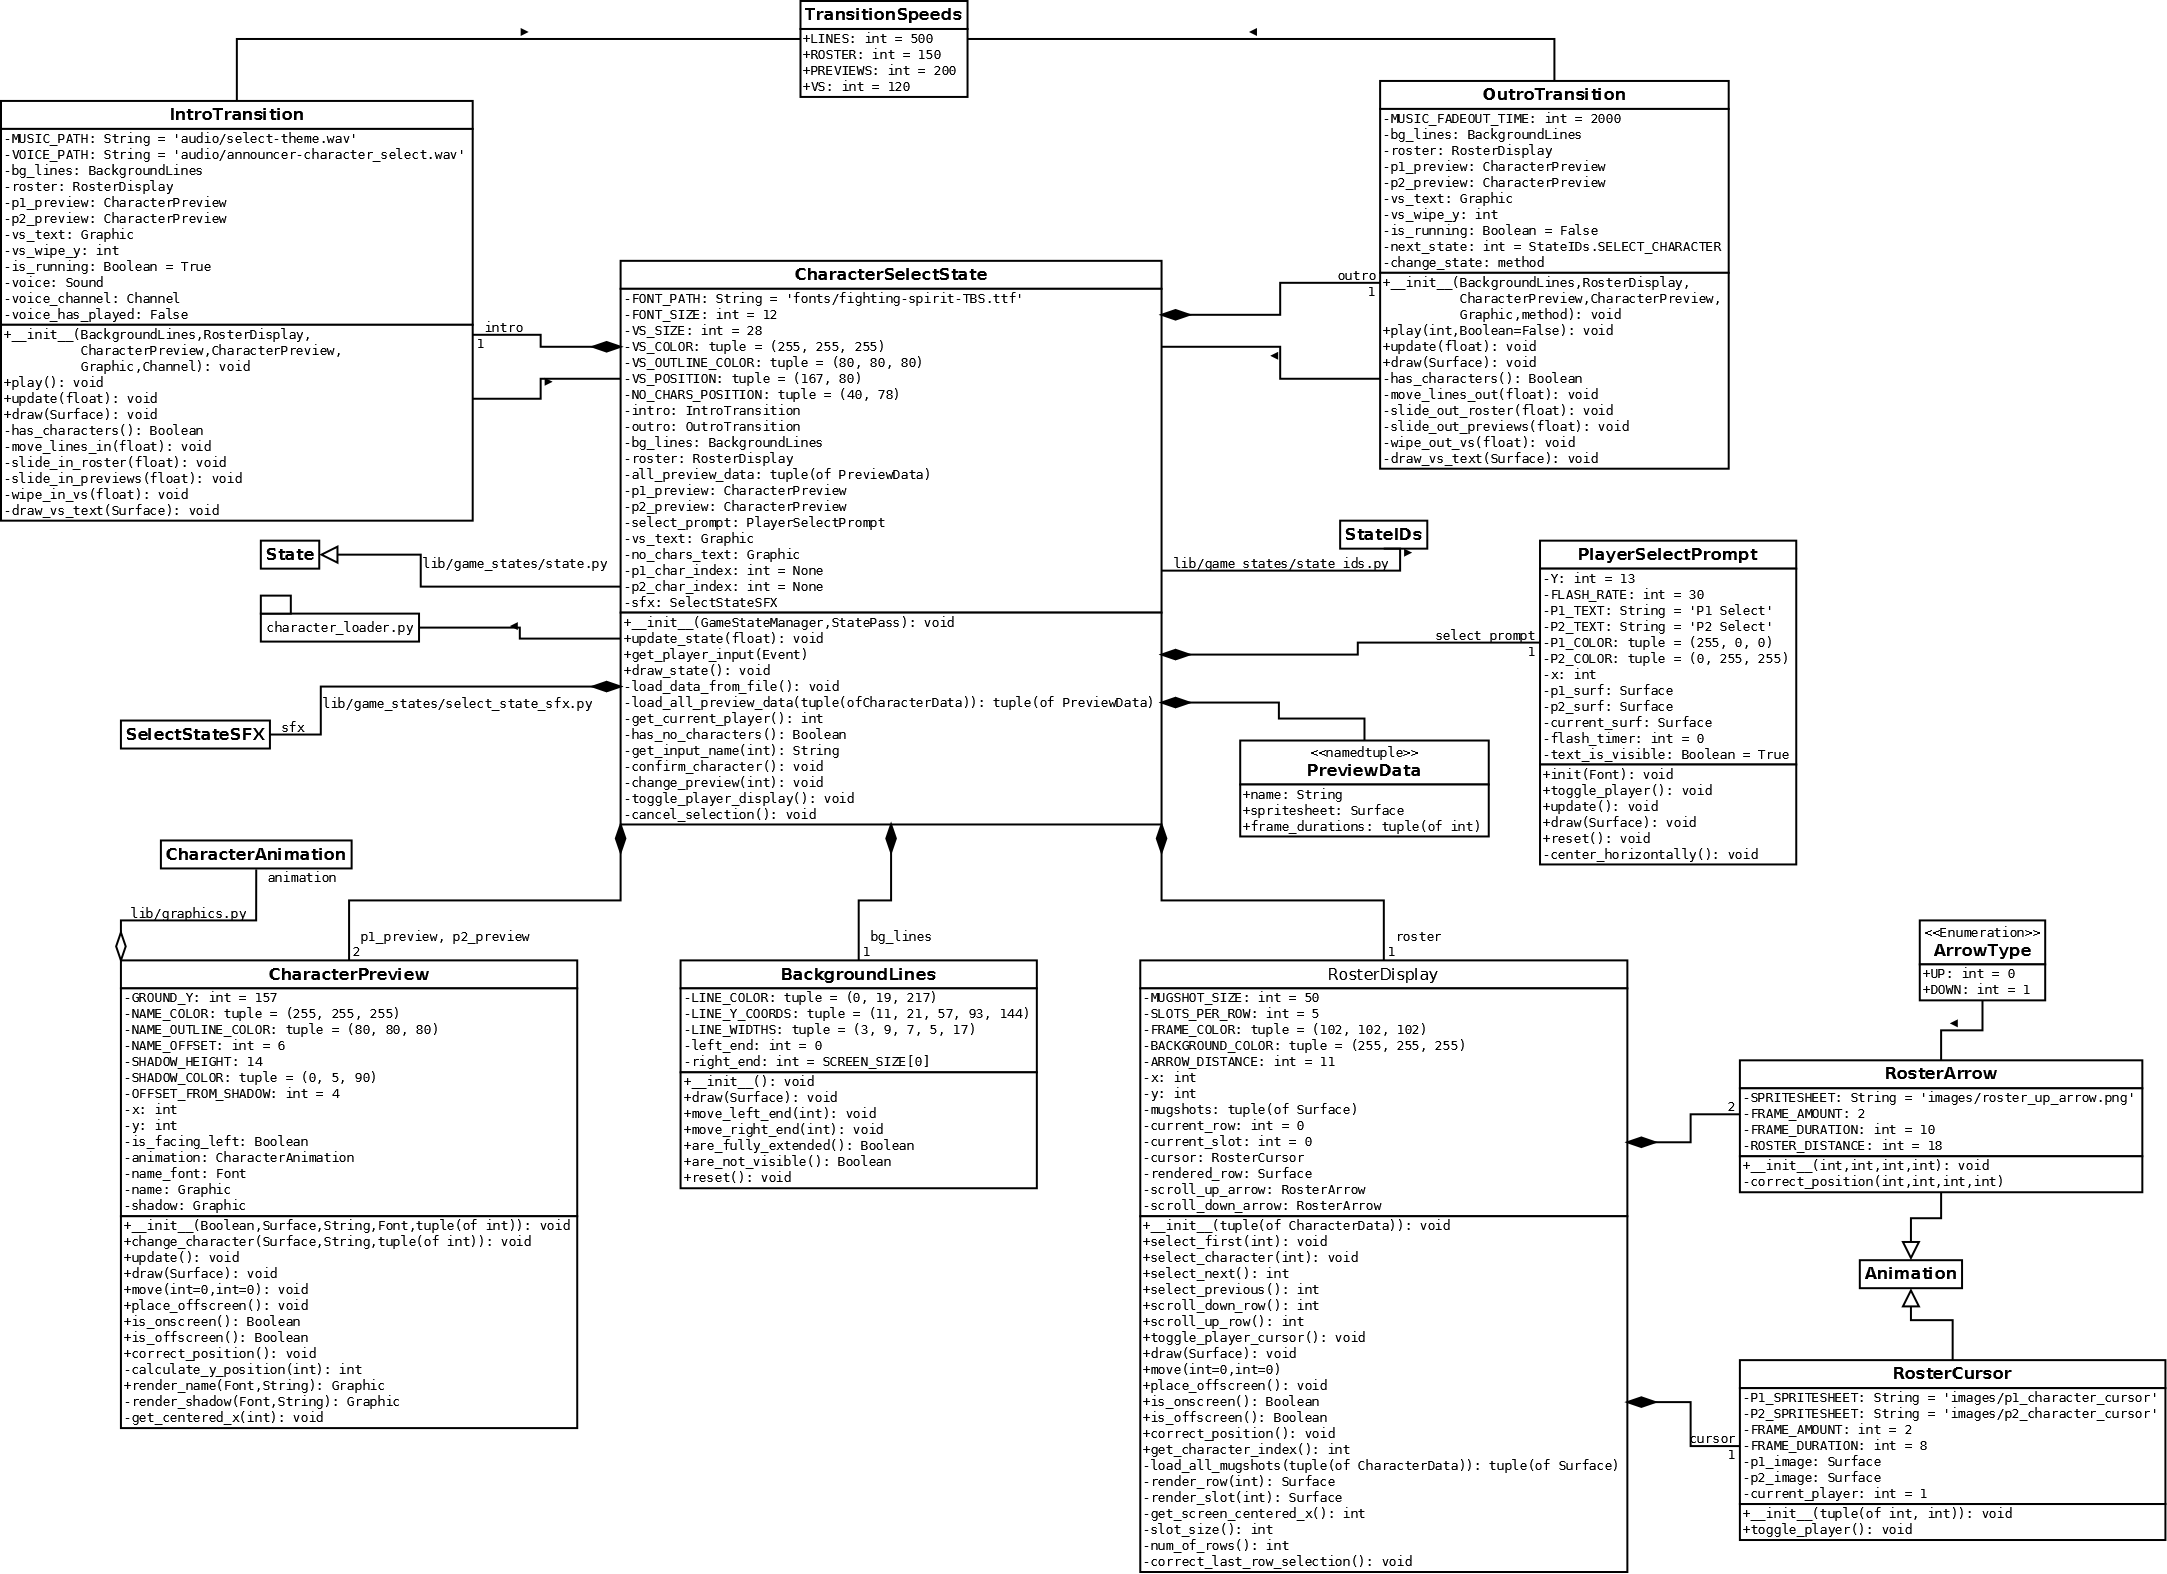 TransitionSpeeds
+LINES: int = 500
+ROSTER: int = 150
+PREVIEWS: int = 200
+VS: int = 120
IntroTransition
-MUSIC_PATH: String = 'audio/select-theme.wav'
-VOICE_PATH: String = 'audio/announcer-character_select.wav'
-bg_lines: BackgroundLines
-roster: RosterDisplay
-p1_preview: CharacterPreview
-p2_preview: CharacterPreview
-vs_text: Graphic
-vs_wipe_y: int
-is_running: Boolean = True
-voice: Sound
-voice_channel: Channel
-voice_has_played: False
+__init__(BackgroundLines,RosterDisplay,
CharacterPreview,CharacterPreview,
Graphic,Channel): void
+play(): void
+update(float): void
+draw(Surface): void
-has_characters(): Boolean
-move_lines_in(float): void
-slide_in_roster(float): void
-slide_in_previews(float): void
-wipe_in_vs(float): void
-draw_vs_text(Surface): void
OutroTransition
-MUSIC_FADEOUT_TIME: int = 2000
-bg_lines: BackgroundLines
-roster: RosterDisplay
-p1_preview: CharacterPreview
-p2_preview: CharacterPreview
-vs_text: Graphic
-vs_wipe_y: int
-is_running: Boolean = False
-next_state: int = StateIDs.SELECT_CHARACTER
-change_state: method
+__init__(BackgroundLines,RosterDisplay,
CharacterPreview,CharacterPreview,
Graphic,method): void
+play(int,Boolean=False): void
+update(float): void
+draw(Surface): void
-has_characters(): Boolean
-move_lines_out(float): void
-slide_out_roster(float): void
-slide_out_previews(float): void
-wipe_out_vs(float): void
-draw_vs_text(Surface): void
intro
1
outro
1
CharacterSelectState
-FONT_PATH: String = 'fonts/fighting-spirit-TBS.ttf'
-FONT_SIZE: int = 12
-VS_SIZE: int = 28
-VS_COLOR: tuple = (255, 255, 255)
-VS_OUTLINE_COLOR: tuple = (80, 80, 80)
-VS_POSITION: tuple = (167, 80)
-NO_CHARS_POSITION: tuple = (40, 78)
-intro: IntroTransition
-outro: OutroTransition
-bg_lines: BackgroundLines
-roster: RosterDisplay
-all_preview_data: tuple(of PreviewData)
-p1_preview: CharacterPreview
-p2_preview: CharacterPreview
-select_prompt: PlayerSelectPrompt
-vs_text: Graphic
-no_chars_text: Graphic
-p1_char_index: int = None
-p2_char_index: int = None
-sfx: SelectStateSFX
+__init__(GameStateManager,StatePass): void
+update_state(float): void
+get_player_input(Event)
+draw_state(): void
-load_data_from_file(): void
-load_all_preview_data(tuple(ofCharacterData)): tuple(of PreviewData)
-get_current_player(): int
-has_no_characters(): Boolean
-get_input_name(int): String
-confirm_character(): void
-change_preview(int): void
-toggle_player_display(): void
-cancel_selection(): void
State
lib/game_states/state.py
character_loader.py
lib/game_states/select_state_sfx.py
SelectStateSFX
sfx
StateIDs
lib/game_states/state_ids.py
PlayerSelectPrompt
-Y: int = 13
-FLASH_RATE: int = 30
-P1_TEXT: String = 'P1 Select'
-P2_TEXT: String = 'P2 Select'
-P1_COLOR: tuple = (255, 0, 0)
-P2_COLOR: tuple = (0, 255, 255)
-x: int
-p1_surf: Surface
-p2_surf: Surface
-current_surf: Surface
-flash_timer: int = 0
-text_is_visible: Boolean = True
+init(Font): void
+toggle_player(): void
+update(): void
+draw(Surface): void
+reset(): void
-center_horizontally(): void
select_prompt
1
<<namedtuple>>
PreviewData
+name: String
+spritesheet: Surface
+frame_durations: tuple(of int)
CharacterAnimation
animation
lib/graphics.py
p1_preview, p2_preview
2
bg_lines
1
roster
1
CharacterPreview
-GROUND_Y: int = 157
-NAME_COLOR: tuple = (255, 255, 255)
-NAME_OUTLINE_COLOR: tuple = (80, 80, 80)
-NAME_OFFSET: int = 6
-SHADOW_HEIGHT: 14
-SHADOW_COLOR: tuple = (0, 5, 90)
-OFFSET_FROM_SHADOW: int = 4
-x: int
-y: int
-is_facing_left: Boolean
-animation: CharacterAnimation
-name_font: Font
-name: Graphic
-shadow: Graphic
+__init__(Boolean,Surface,String,Font,tuple(of int)): void
+change_character(Surface,String,tuple(of int)): void
+update(): void
+draw(Surface): void
+move(int=0,int=0): void
+place_offscreen(): void
+is_onscreen(): Boolean
+is_offscreen(): Boolean
+correct_position(): void
-calculate_y_position(int): int
+render_name(Font,String): Graphic
-render_shadow(Font,String): Graphic
-get_centered_x(int): void
BackgroundLines
-LINE_COLOR: tuple = (0, 19, 217)
-LINE_Y_COORDS: tuple = (11, 21, 57, 93, 144)
-LINE_WIDTHS: tuple = (3, 9, 7, 5, 17)
-left_end: int = 0
-right_end: int = SCREEN_SIZE[0]
+__init__(): void
+draw(Surface): void
+move_left_end(int): void
+move_right_end(int): void
+are_fully_extended(): Boolean
+are_not_visible(): Boolean
+reset(): void
RosterDisplay
-MUGSHOT_SIZE: int = 50
-SLOTS_PER_ROW: int = 5
-FRAME_COLOR: tuple = (102, 102, 102)
-BACKGROUND_COLOR: tuple = (255, 255, 255)
-ARROW_DISTANCE: int = 11
-x: int
-y: int
-mugshots: tuple(of Surface)
-current_row: int = 0
-current_slot: int = 0
-cursor: RosterCursor
-rendered_row: Surface
-scroll_up_arrow: RosterArrow
-scroll_down_arrow: RosterArrow
+__init__(tuple(of CharacterData)): void
+select_first(int): void
+select_character(int): void
+select_next(): int
+select_previous(): int
+scroll_down_row(): int
+scroll_up_row(): int
+toggle_player_cursor(): void
+draw(Surface): void
+move(int=0,int=0)
+place_offscreen(): void
+is_onscreen(): Boolean
+is_offscreen(): Boolean
+correct_position(): void
+get_character_index(): int
-load_all_mugshots(tuple(of CharacterData)): tuple(of Surface)
-render_row(int): Surface
-render_slot(int): Surface
-get_screen_centered_x(): int
-slot_size(): int
-num_of_rows(): int
-correct_last_row_selection(): void
<<Enumeration>>
ArrowType
+UP: int = 0
+DOWN: int = 1
2
RosterArrow
-SPRITESHEET: String = 'images/roster_up_arrow.png'
-FRAME_AMOUNT: 2
-FRAME_DURATION: int = 10
-ROSTER_DISTANCE: int = 18
+__init__(int,int,int,int): void
-correct_position(int,int,int,int)
Animation
cursor
1
RosterCursor
-P1_SPRITESHEET: String = 'images/p1_character_cursor'
-P2_SPRITESHEET: String = 'images/p2_character_cursor'
-FRAME_AMOUNT: int = 2
-FRAME_DURATION: int = 8
-p1_image: Surface
-p2_image: Surface
-current_player: int = 1
+__init__(tuple(of int, int)): void
+toggle_player(): void